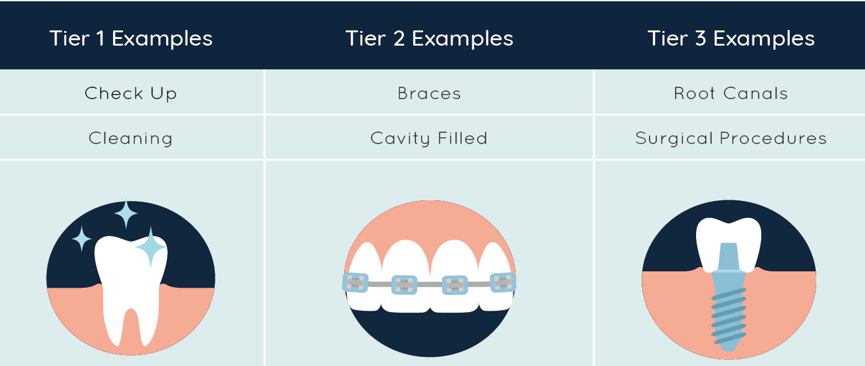 Tier 1 Examples Tier 2 Examples Tier 3 Examples
Check Up Braces Root Canals
Cleaning Cavity Filled Surgical Procedures